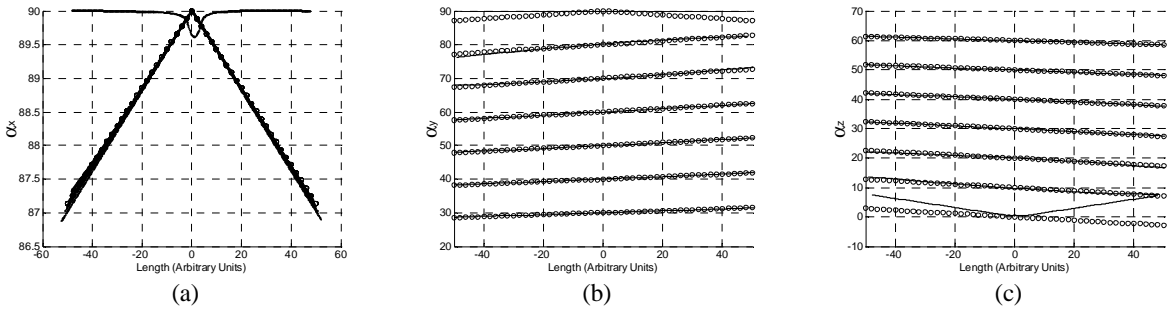 90
89.5
89
88.5
88
87.5
87
86.5
αx
-60 -40 -20 0 20 40 60
Length (Arbitrary Units)
(a)
90
80
70
60
50
40
30
20
αy
-40 -20 0 20 40
Length (Arbitrary Units)
(b)
70
60
50
40
30
20
10
0
-10
αz
-40 -20 0 20 40
Length (Arbitrary Units)
(c)